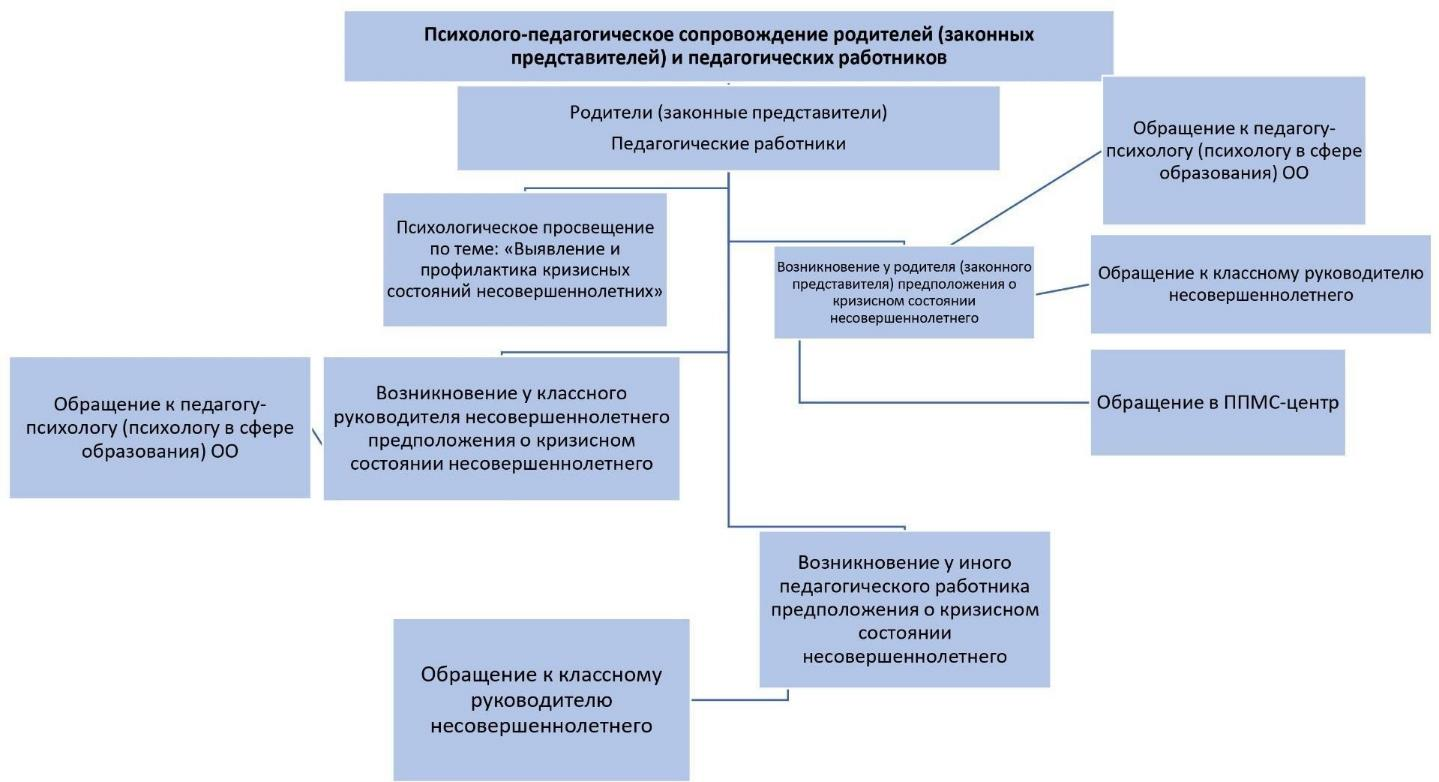 Психолого-педагогическое сопровождение родителей (законных
представителей) и педагогических работников
Родители (законные представители)
Педагогические работники
Обращение к педагогу-
психологу (психологу в сфере
образования) ОО
Психологическое просвещение
по теме: «Выявление и
профилактика кризисных
состояний несовершеннолетних»
Возникновение у родителя (законного
представителя) предположения о
кризисном состоянии
несовершеннолетнего
Обращение к классному руководителю
несовершеннолетнего
Обращение в ППМС-центр
Обращение к педагогу-
психологу (психологу в сфере
образования) ОО
Возникновение у классного
руководителя несовершеннолетнего
предположения о кризисном
состоянии несовершеннолетнего
Возникновение у иного
педагогического работника
предположения о кризисном
состоянии
несовершеннолетнего
Обращение к классному
руководителю
несовершеннолетнего